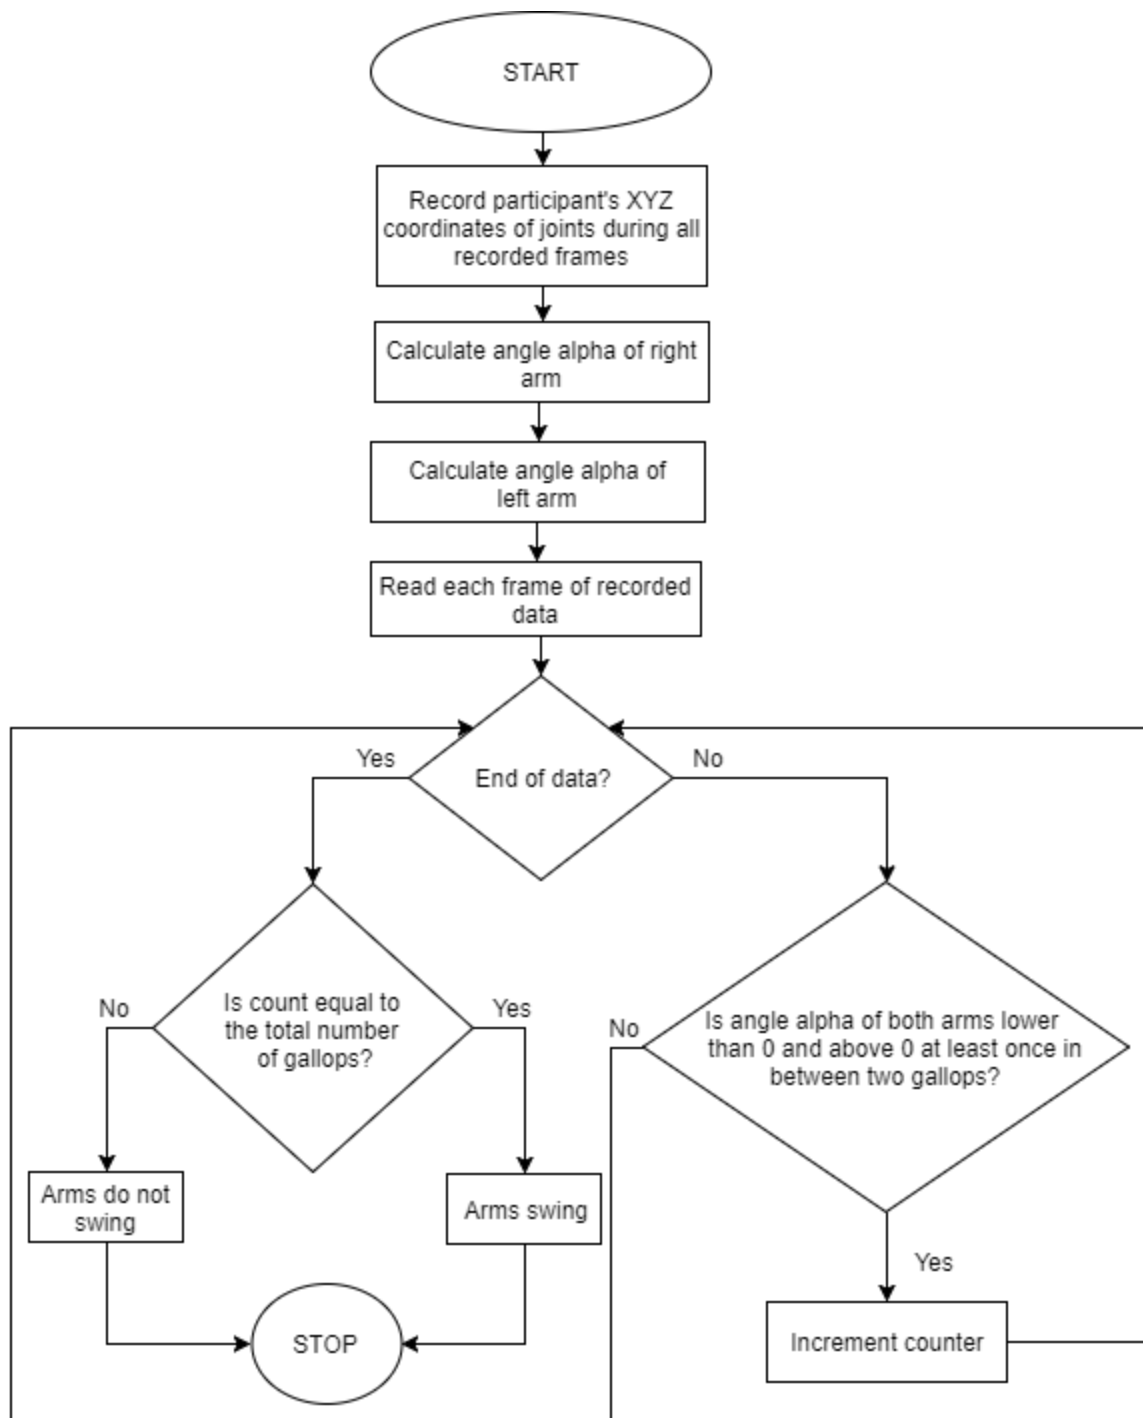 START
Record participant's XYZ
coordinates of joints during all
recorded frames
Calculate angle alpha of right
arm
Calculate angle alpha of
left arm
Read each frame of recorded
data
End of data?
Yes
No
Is count equal to
the total number
of gallops?
No
Yes
Is angle alpha of both arms lower
than 0 and above 0 at least once in
between two gallops?
No
Yes
Arms do not
swing
Arms swing
STOP
Increment counter